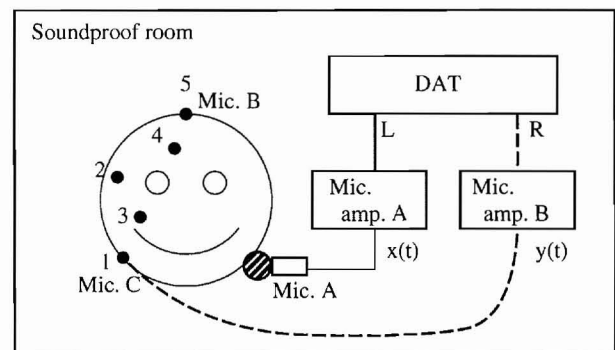 Soundproof room
5
Mic. B
DAT
4
L
R
2
Mic.
amp. A
Mic.
amp. B
3
1
x(t)
y(t)
Mic. C
Mic. A